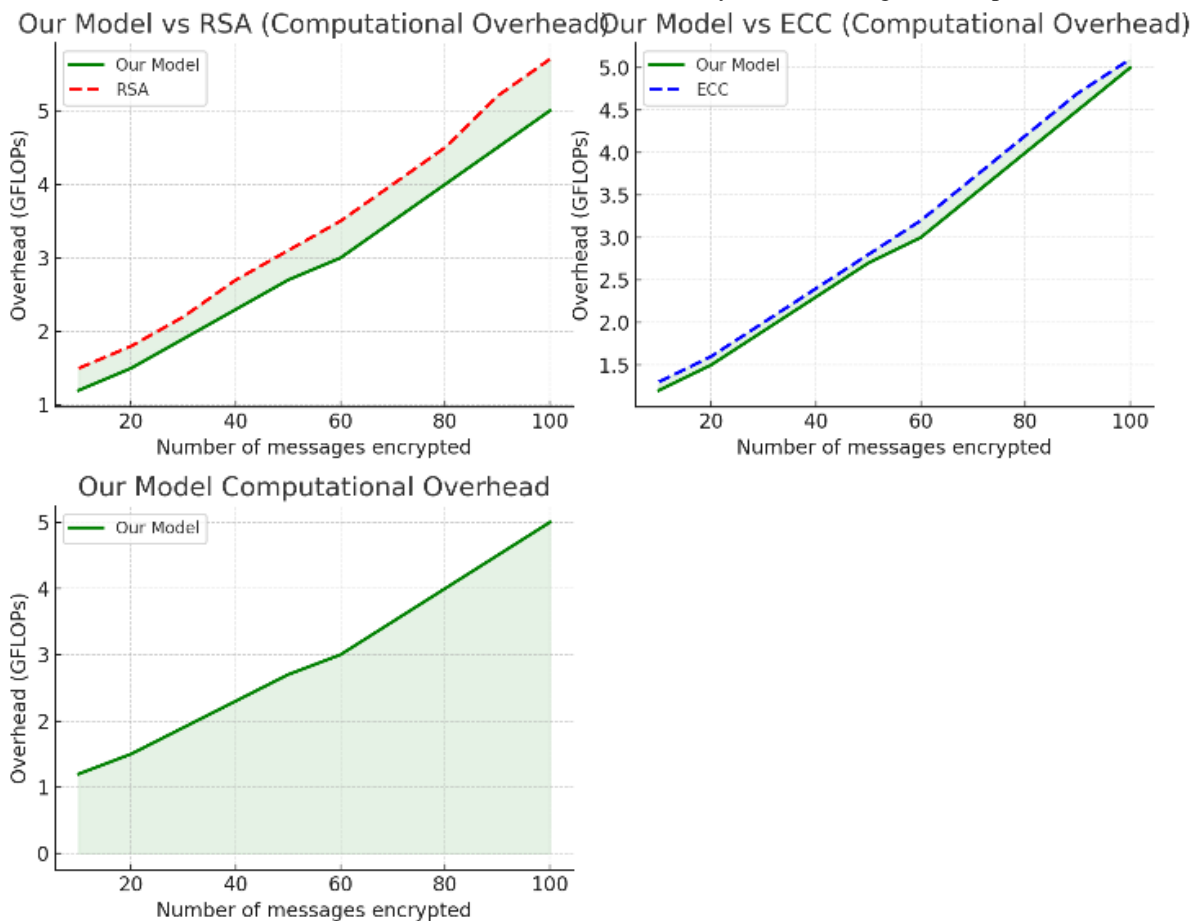 Our Model vs RSA (Computational Overhead)
Our Model
RSA
Overhead (GFLOPs)
5
4
3
2
1
20 40 60 80 100
Number of messages encrypted
Our Model vs ECC (Computational Overhead)
Our Model
ECC
Overhead (GFLOPs)
5.0
4.5
4.0
3.5
3.0
2.5
2.0
1.5
20 40 60 80 100
Number of messages encrypted
Our Model Computational Overhead
Our Model
Overhead (GFLOPs)
5
4
3
2
1
0
20 40 60 80 100
Number of messages encrypted